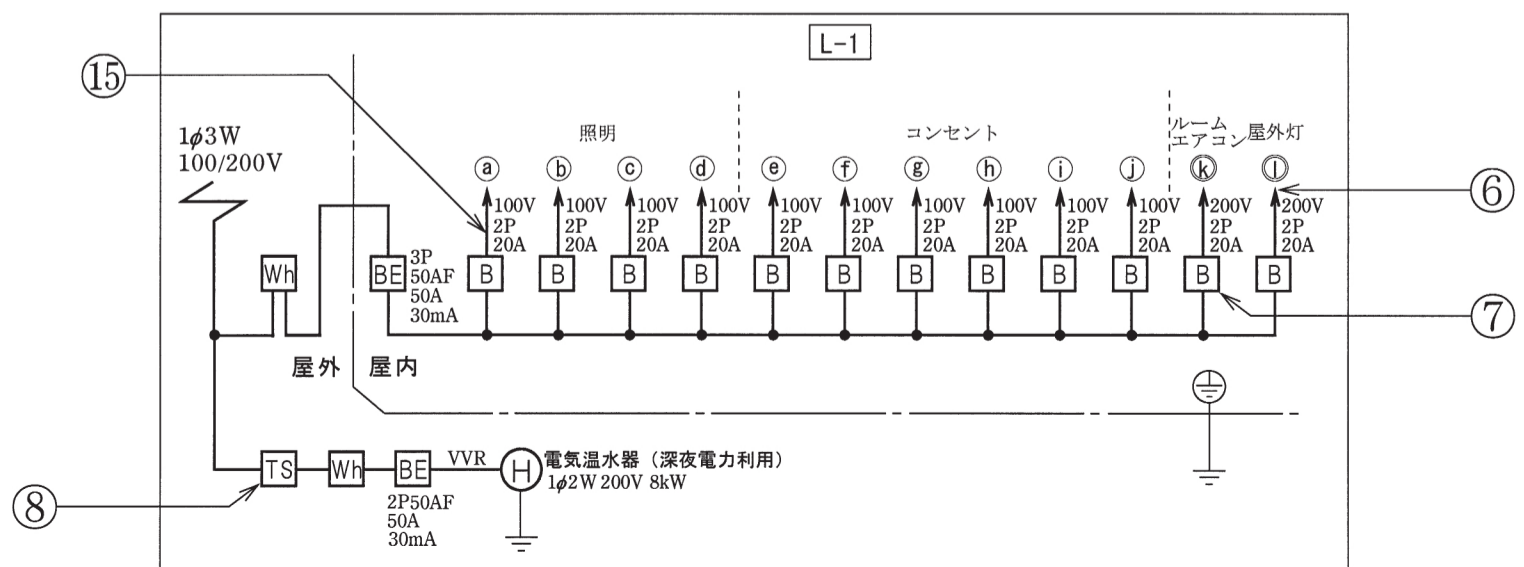 L-1
⑮
1φ3W
100/200V
照明
コンセント
ルーム
エアコン
屋外灯
ⓐ
ⓑ
ⓒ
ⓓ
ⓔ
ⓕ
ⓖ
ⓗ
ⓘ
ⓙ
ⓚ
ⓛ
⑥
100V
2P
20A
100V
2P
20A
100V
2P
20A
100V
2P
20A
100V
2P
20A
100V
2P
20A
100V
2P
20A
100V
2P
20A
100V
2P
20A
100V
2P
20A
200V
2P
20A
200V
2P
20A
Wh
BE
3P
50AF
50A
30mA
B
B
B
B
B
B
B
B
B
B
B
B
⑦
屋外
屋内
TS
Wh
BE
VVR
H
電気温水器（深夜電力利用）
1φ2W 200V 8kW
2P50AF
50A
30mA
⑧